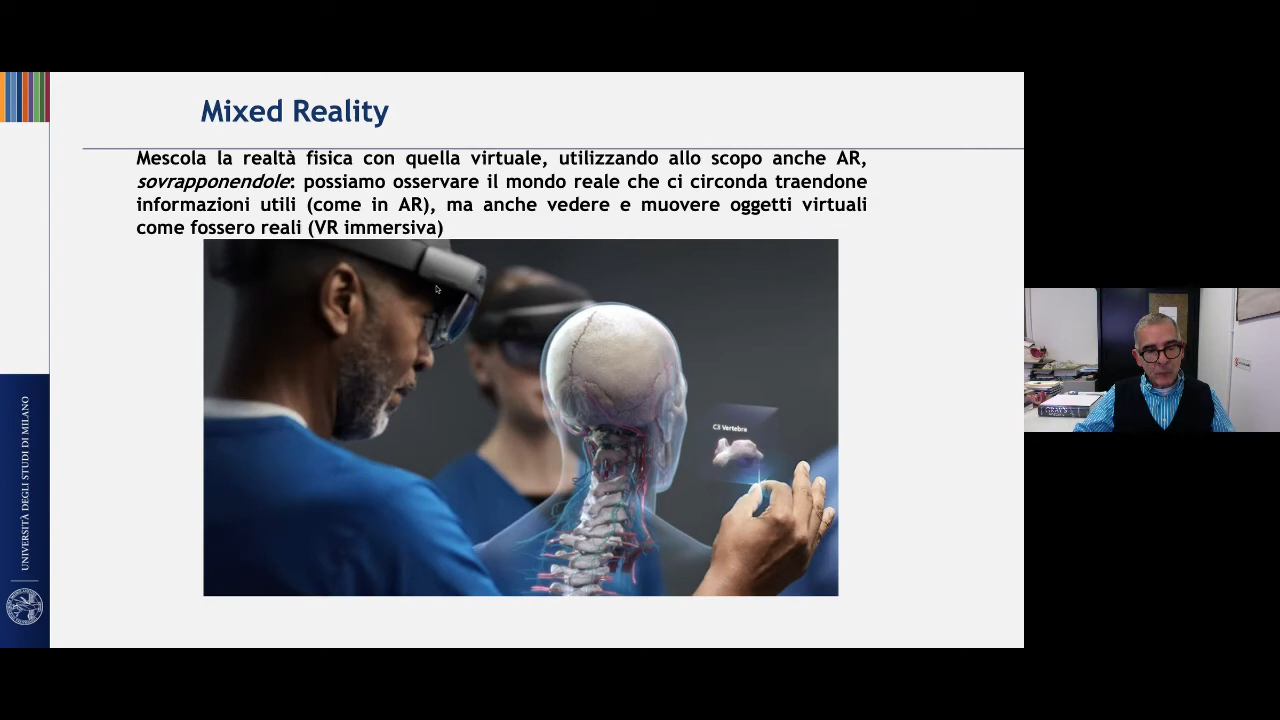 Mixed Reality
Mescola la realtà fisica con quella virtuale, utilizzando allo scopo anche AR,
sovrapponendole: possiamo osservare il mondo reale che ci circonda traendone
informazioni utili (come in AR), ma anche vedere e muovere oggetti virtuali
come fossero reali (VR immersiva)
C3 Vertebra
UNIVERSITÀ DEGLI STUDI DI MILANO